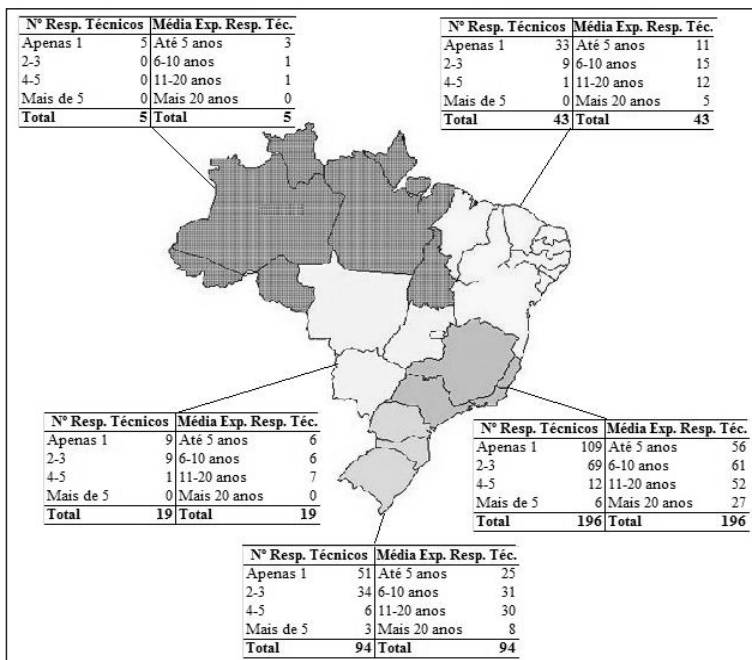 Nº Resp. Técnicos Média Exp. Resp. Téc.
Apenas 1 5 Até 5 anos 3
2-3 0 6-10 anos 1
4-5 0 11-20 anos 1
Mais de 5 0 Mais 20 anos 0
Total 5 Total 5
Nº Resp. Técnicos Média Exp. Resp. Téc.
Apenas 1 33 Até 5 anos 11
2-3 9 6-10 anos 15
4-5 1 11-20 anos 12
Mais de 5 0 Mais 20 anos 5
Total 43 Total 43
Nº Resp. Técnicos Média Exp. Resp. Téc.
Apenas 1 9 Até 5 anos 6
2-3 9 6-10 anos 6
4-5 1 11-20 anos 7
Mais de 5 0 Mais 20 anos 0
Total 19 Total 19
Nº Resp. Técnicos Média Exp. Resp. Téc.
Apenas 1 109 Até 5 anos 56
2-3 69 6-10 anos 61
4-5 12 11-20 anos 52
Mais de 5 6 Mais 20 anos 27
Total 196 Total 196
Nº Resp. Técnicos Média Exp. Resp. Téc.
Apenas 1 51 Até 5 anos 25
2-3 34 6-10 anos 31
4-5 6 11-20 anos 30
Mais de 5 3 Mais 20 anos 8
Total 94 Total 94